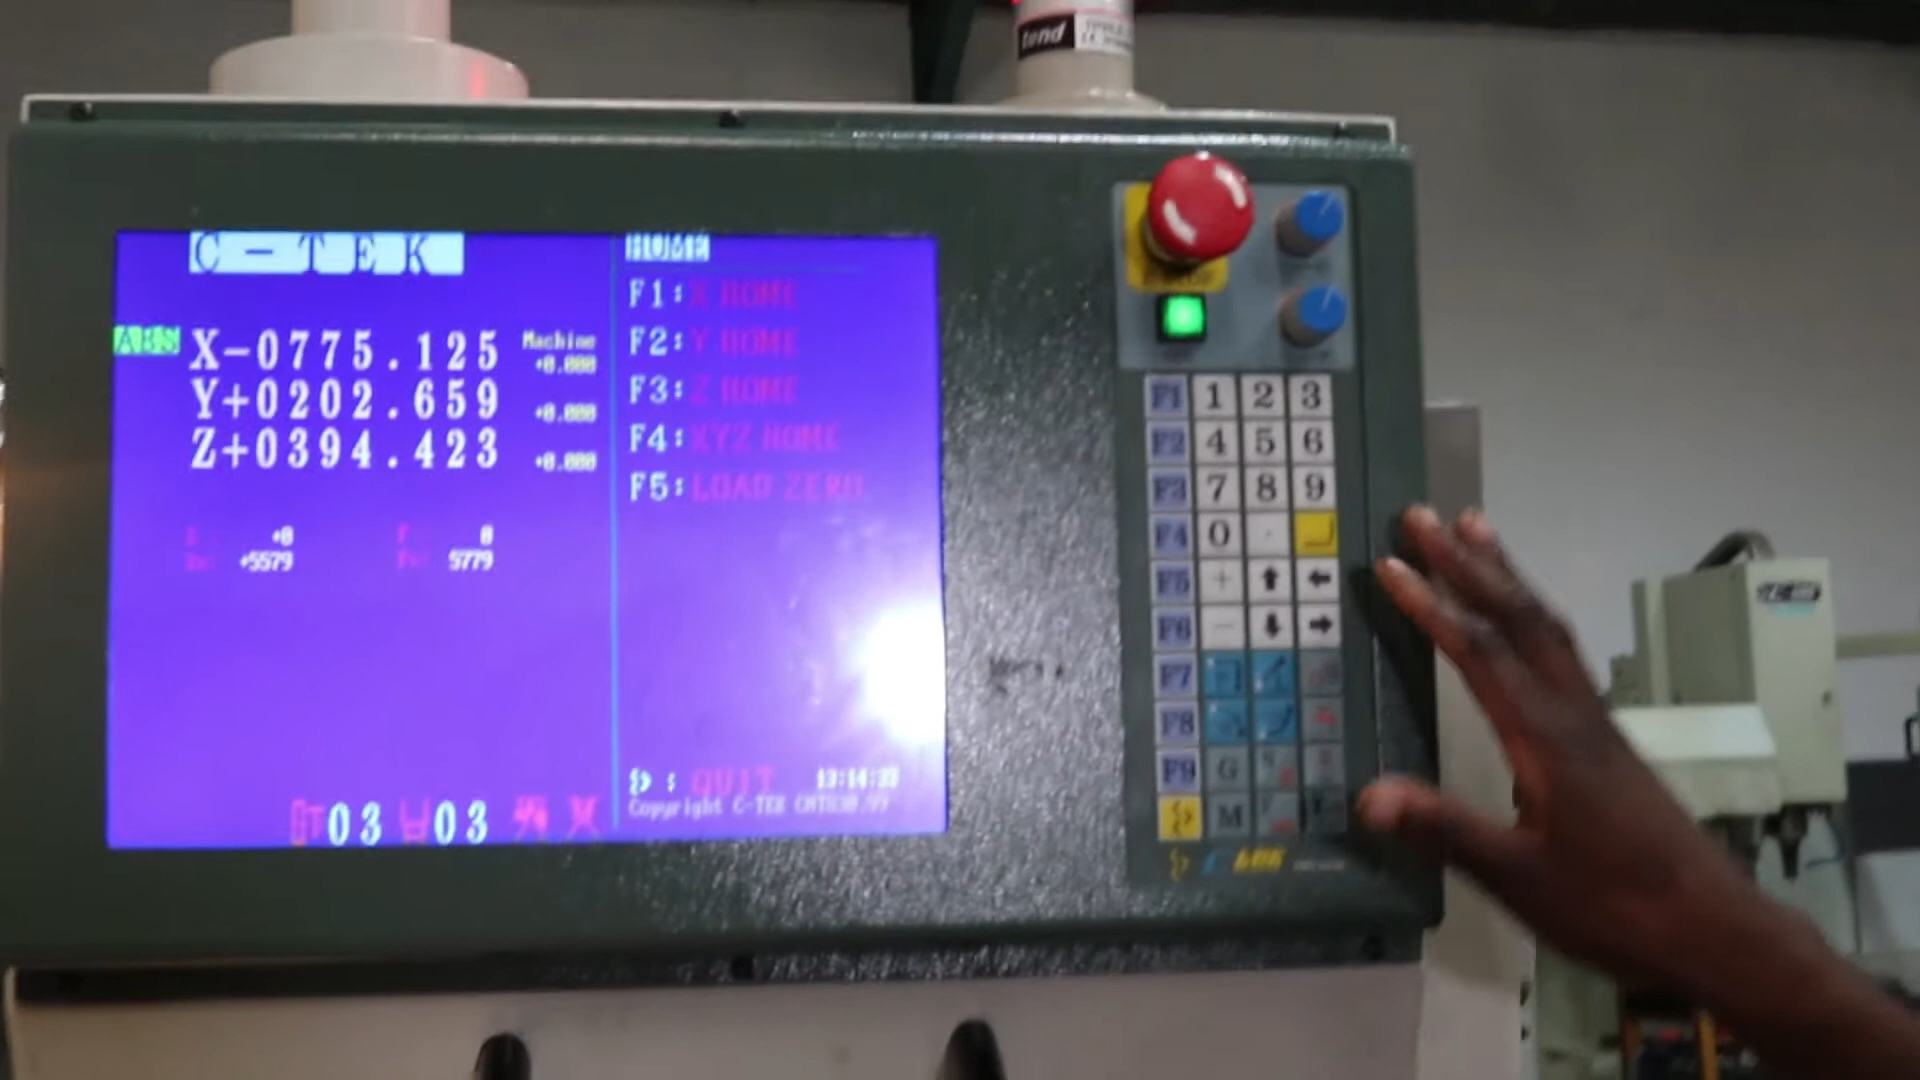 tend
C-TEK
ABS
X-0775.125
Y+0202.659
Z+0394.423
Machine
+0.000
+0.000
+0.000
+0
0
+5579
5779
03
03
HOME
F1: X HOME
F2: Y HOME
F3: Z HOME
F4: XYZ HOME
F5: LOAD ZERO
: QUIT
Copyright C-TEK
F1 1 2 3
F2 4 5 6
F3 7 8 9
F4 0 .
F5 +
F6 -
F7
F8
F9 G
M